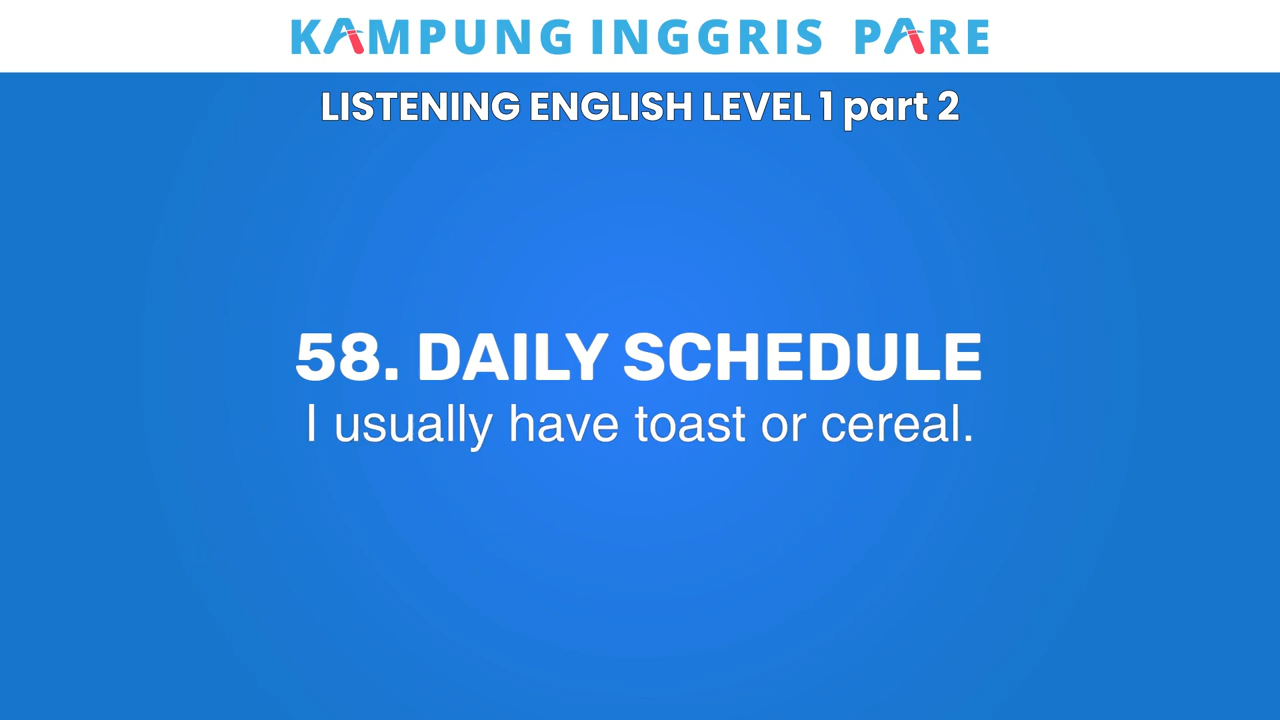 KAMPUNG INGGRIS PARE
LISTENING ENGLISH LEVEL 1 part 2
58. DAILY SCHEDULE
I usually have toast or cereal.